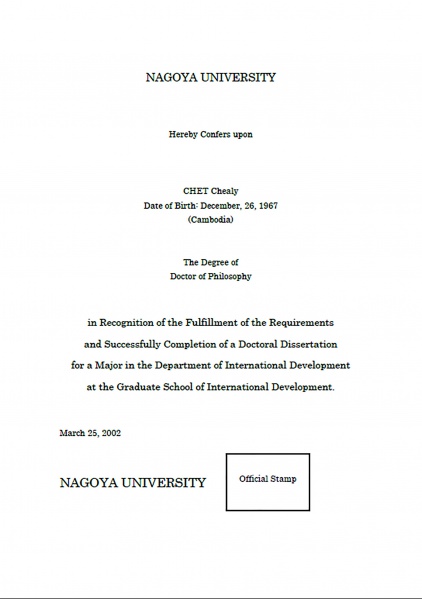 NAGOYA UNIVERSITY
Hereby Confers upon
CHET Chealy
Date of Birth: December, 26, 1967
(Cambodia)
The Degree of
Doctor of Philosophy
in Recognition of the Fulfillment of the Requirements
and Successfully Completion of a Doctoral Dissertation
for a Major in the Department of International Development
at the Graduate School of International Development.
March 25, 2002
NAGOYA UNIVERSITY
Official Stamp